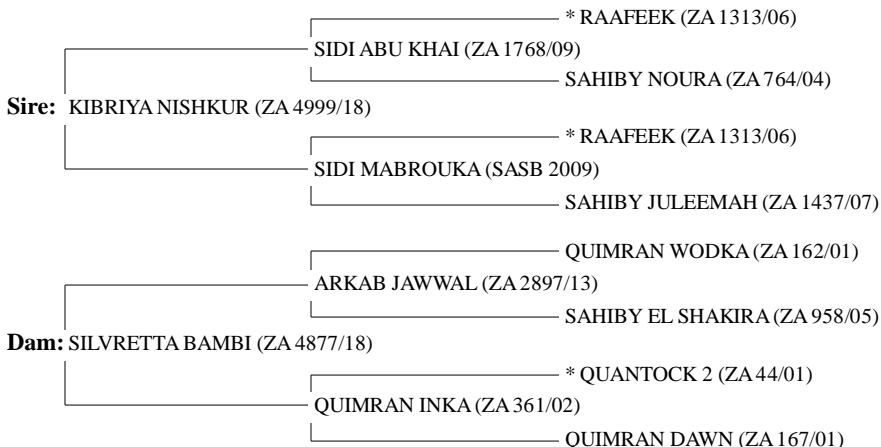 * RAAFEEK (ZA 1313/06)
SIDI ABU KHAI (ZA 1768/09)
SAHIBY NOURA (ZA 764/04)
Sire: KIBRIYA NISHKUR (ZA 4999/18)
* RAAFEEK (ZA 1313/06)
SIDI MABROUKA (SASB 2009)
SAHIBY JULEEMAH (ZA 1437/07)
QUIMRAN WODKA (ZA 162/01)
ARKAB JAWWAL (ZA 2897/13)
SAHIBY EL SHAKIRA (ZA 958/05)
Dam: SILVRETTA BAMBI (ZA 4877/18)
* QUANTOCK 2 (ZA 44/01)
QUIMRAN INKA (ZA 361/02)
QUIMRAN DAWN (ZA 167/01)